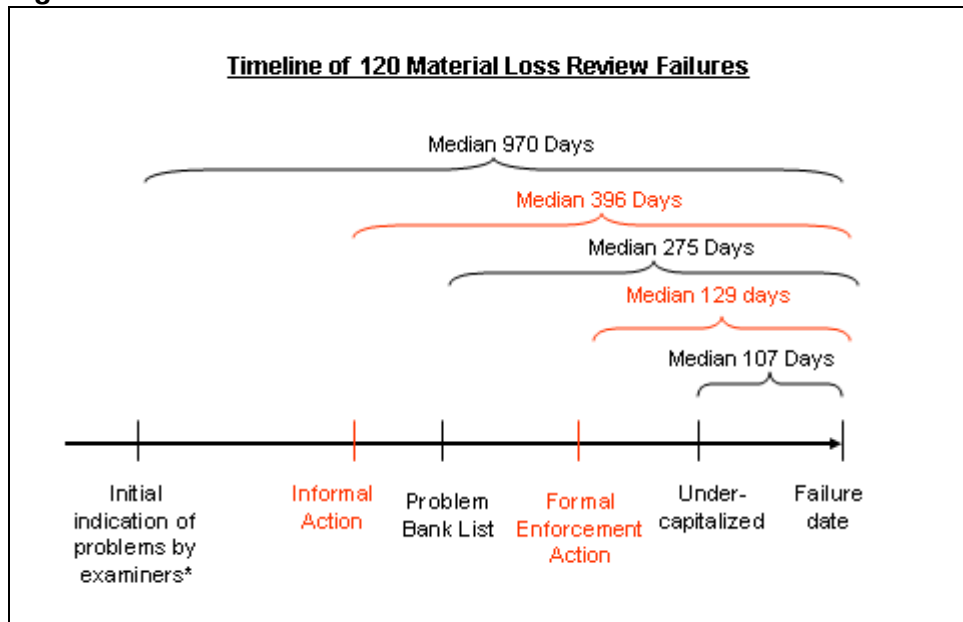 Timeline of 120 Material Loss Review Failures
Median 970 Days
Median 396 Days
Median 275 Days
Median 129 days
Median 107 Days
Initial
indication of
problems by
examiners*
Informal
Action
Problem
Bank List
Formal
Enforcement
Action
Under-
capitalized
Failure
date